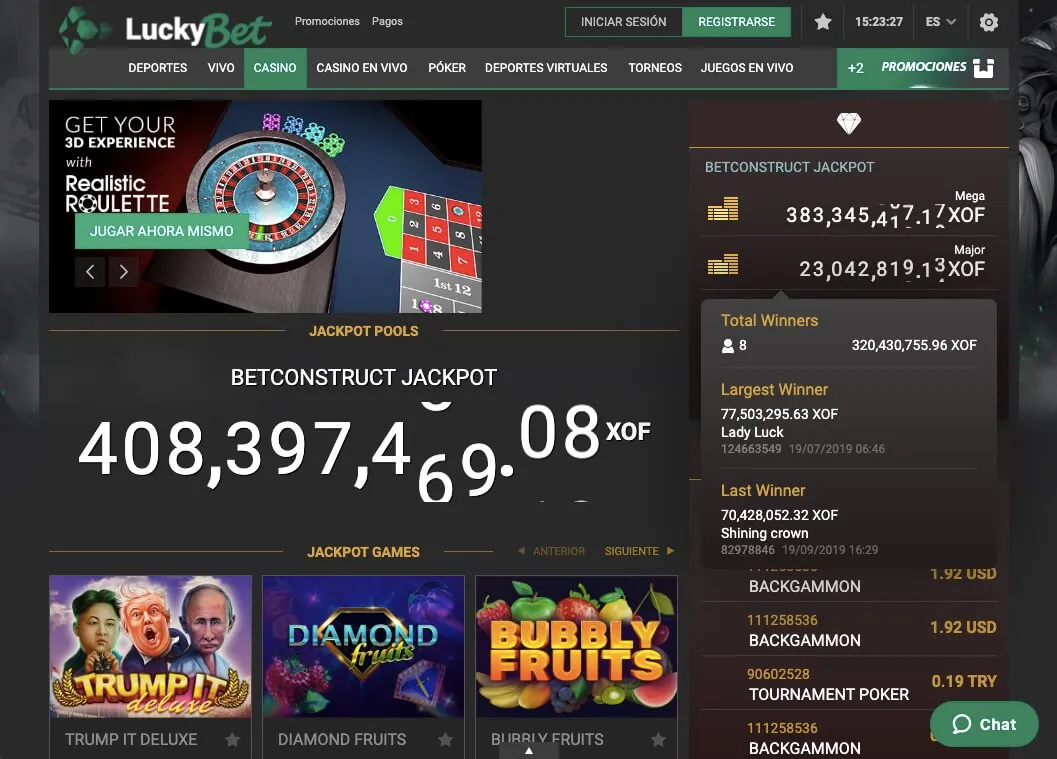 LuckyBet
Promociones Pagos
INICIAR SESIÓN REGISTRARSE
15:23:27 ES
DEPORTES VIVO CASINO CASINO EN VIVO PÓKER DEPORTES VIRTUALES TORNEOS JUEGOS EN VIVO
+2 PROMOCIONES
GET YOUR
3D EXPERIENCE
with
Realistic
ROULETTE
JUGAR AHORA MISMO
1st 12
BETCONSTRUCT JACKPOT
Mega
383,345, XOF
Major
23,042,819.13 XOF
Total Winners
8 320,430,755.96 XOF
Largest Winner
77,503,295.63 XOF
Lady Luck
124663549 19/07/2019 06:46
Last Winner
70,428,052.32 XOF
Shining crown
82978846 19/09/2019 16:29
JACKPOT POOLS
BETCONSTRUCT JACKPOT
408,397,469.08 XOF
JACKPOT GAMES
ANTERIOR SIGUIENTE
TRUMP IT
deluxe
DIAMOND
fruits
BUBBLY
FRUITS
TRUMP IT DELUXE
DIAMOND FRUITS
BUBBLY FRUITS
1.92 USD
BACKGAMMON
111258536
1.92 USD
BACKGAMMON
90602528
0.19 TRY
TOURNAMENT POKER
111258536
BACKGAMMON
Chat